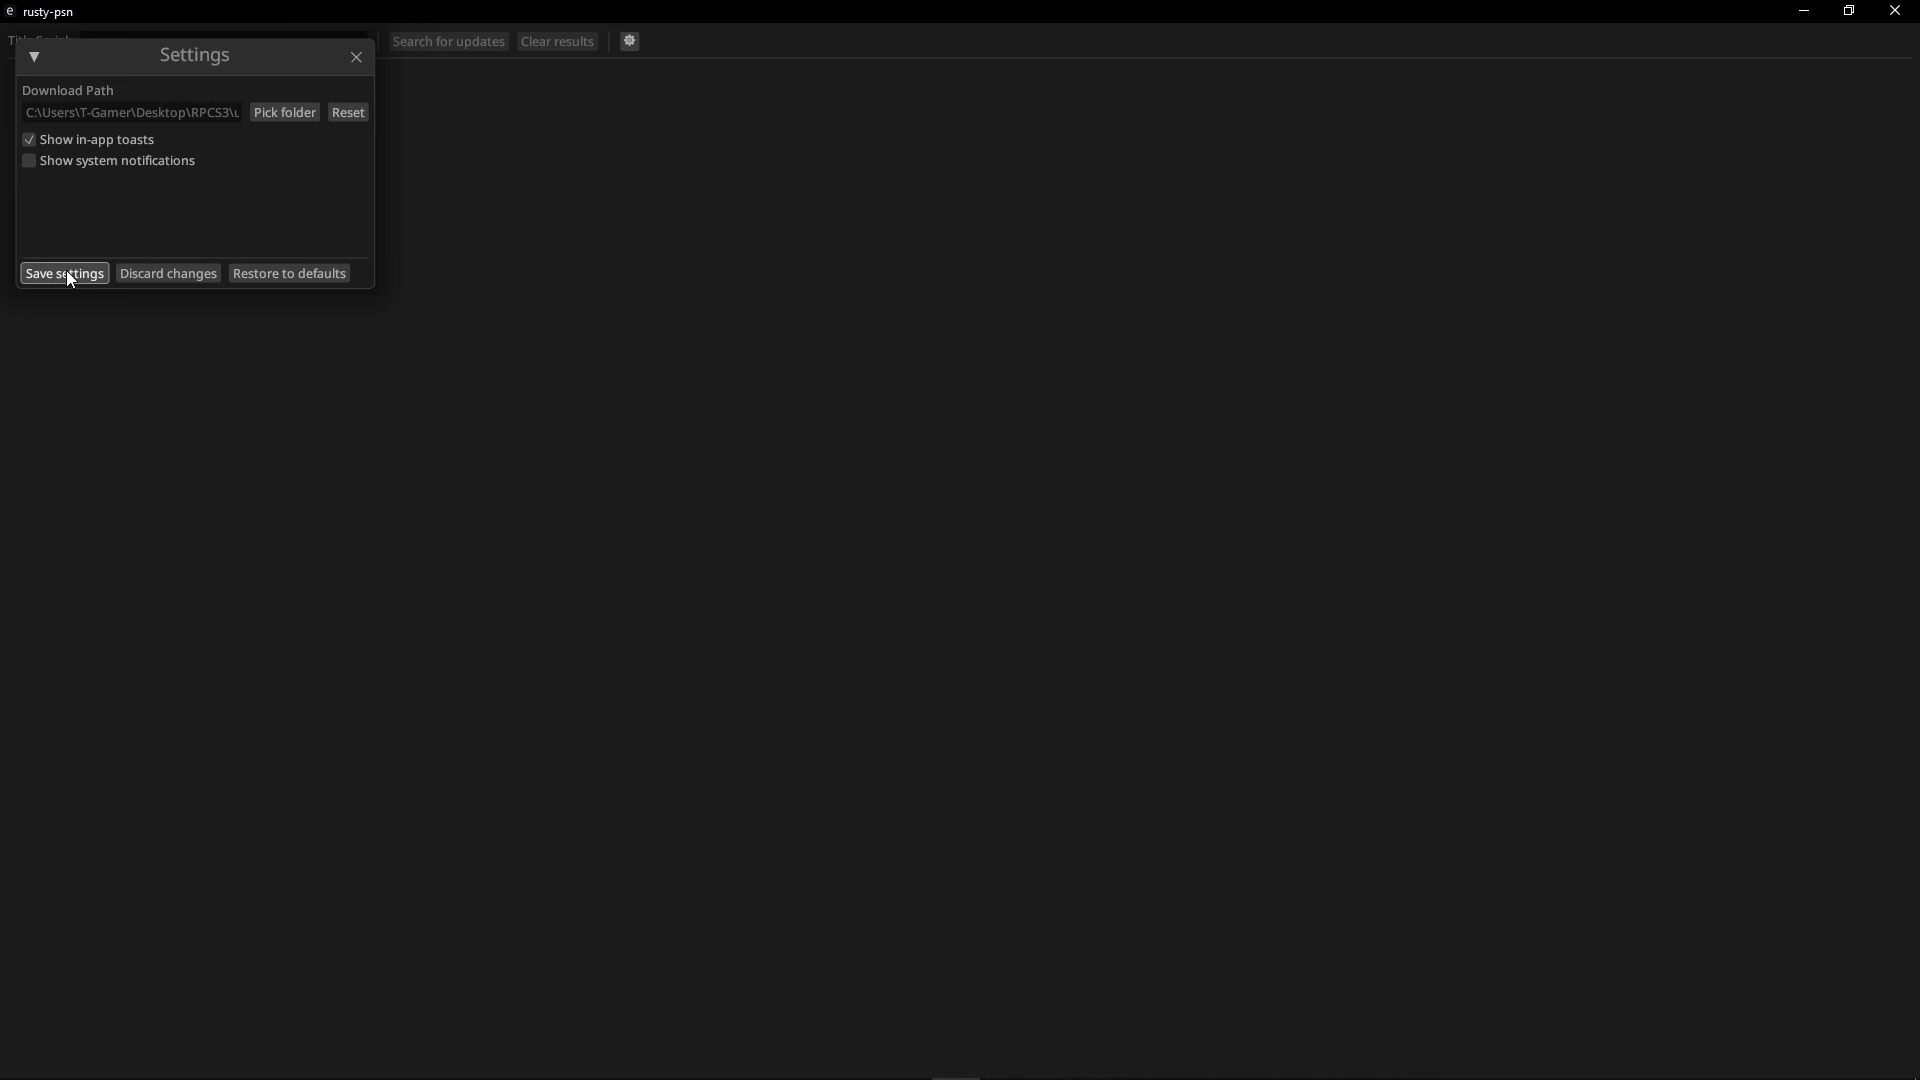 e rusty-psn
Search for updates Clear results
Settings
Download Path
C:\Users\T-Gamer\Desktop\RPCS3\u Pick folder Reset
Show in-app toasts
Show system notifications
Save settings Discard changes Restore to defaults